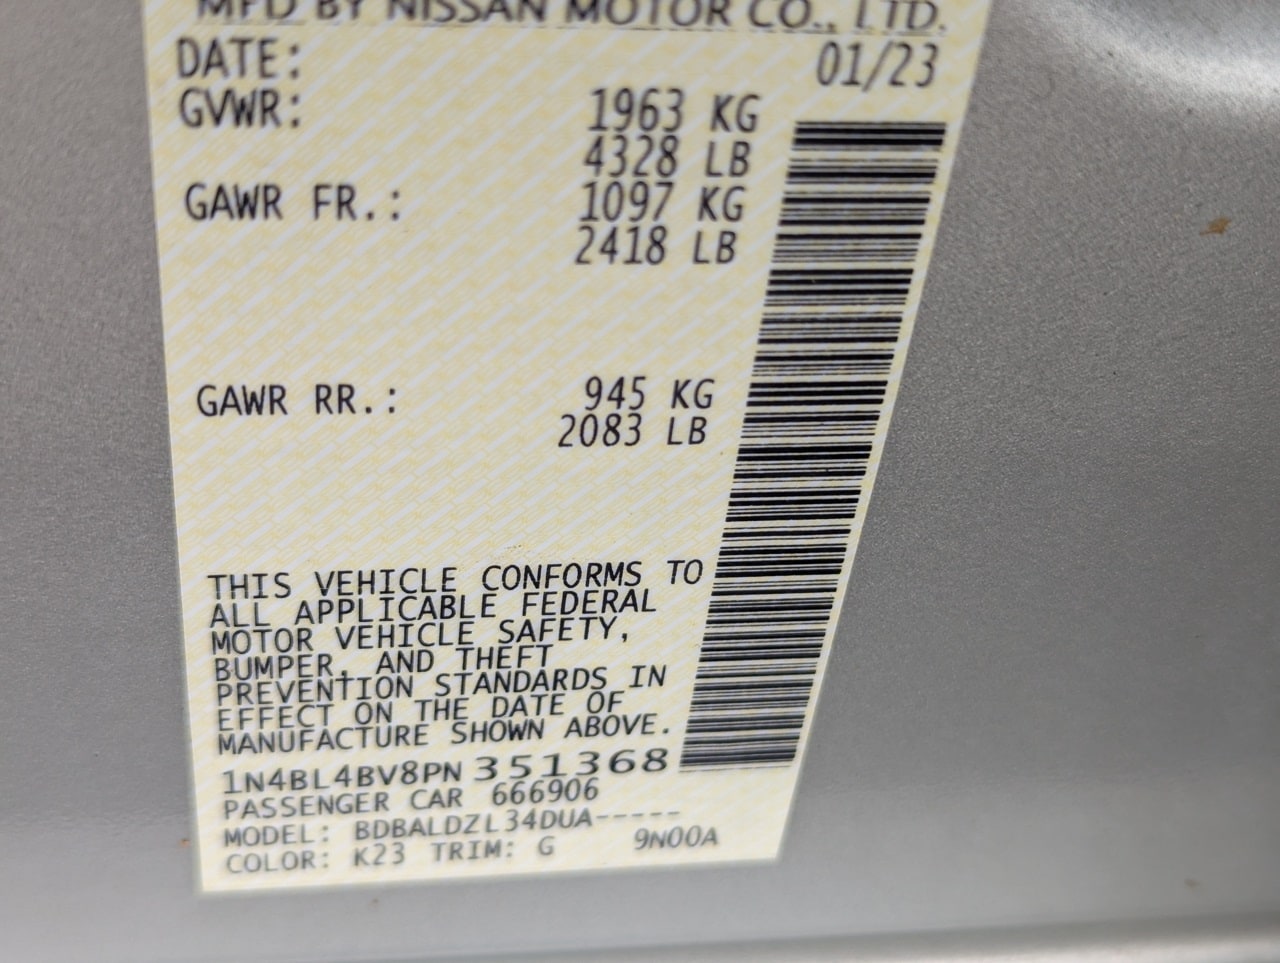 MFD BY NISSAN MOTOR CO., LTD.
DATE: 01/23
GVWR: 1963 KG
4328 LB
GAWR FR.: 1097 KG
2418 LB
GAWR RR.: 945 KG
2083 LB
THIS VEHICLE CONFORMS TO
ALL APPLICABLE FEDERAL
MOTOR VEHICLE SAFETY,
BUMPER, AND THEFT
PREVENTION STANDARDS IN
EFFECT ON THE DATE OF
MANUFACTURE SHOWN ABOVE.
1N4BL4BV8PN 351368
PASSENGER CAR 666906
MODEL: BDBALDZL34DUA-----
COLOR: K23 TRIM: G 9N00A